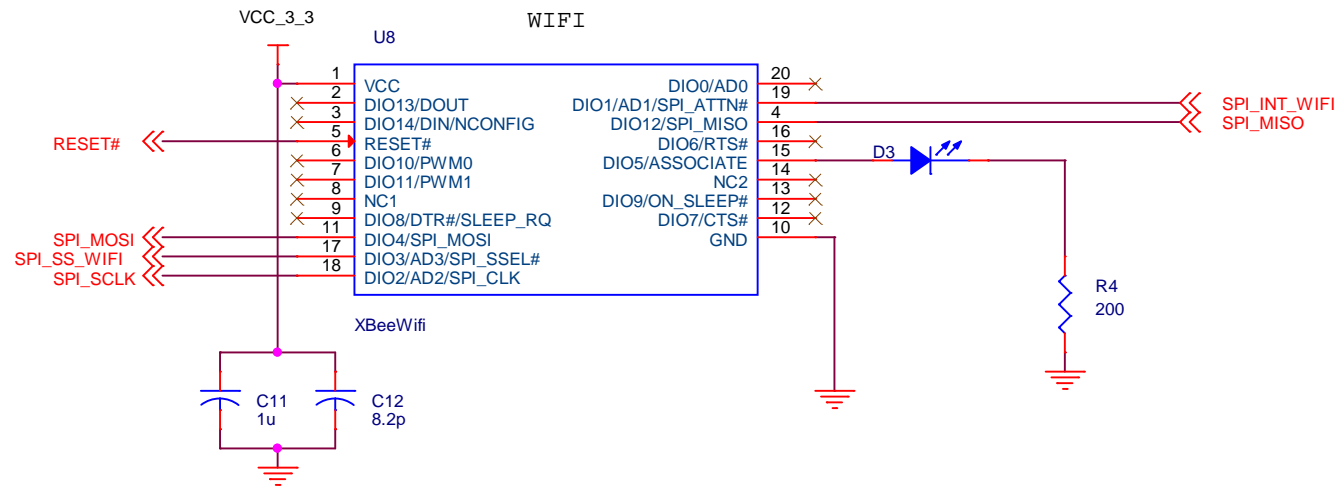 VCC_3_3
WIFI
U8
1 VCC
2 DIO13/DOUT
3 DIO14/DIN/NCONFIG
RESET# 5 RESET#
6 DIO10/PWM0
7 DIO11/PWM1
8 NC1
9 DIO8/DTR#/SLEEP_RQ
SPI_MOSI 11 DIO4/SPI_MOSI
SPI_SS_WIFI 17 DIO3/AD3/SPI_SSEL#
SPI_SCLK 18 DIO2/AD2/SPI_CLK
DIO0/AD0 20
DIO1/AD1/SPI_ATTN# 19 SPI_INT_WIFI
DIO12/SPI_MISO 4 SPI_MISO
DIO6/RTS# 16
DIO5/ASSOCIATE 15 D3
NC2 14
DIO9/ON_SLEEP# 13
DIO7/CTS# 12
GND 10
R4
200
XBeeWifi
C11
1u
C12
8.2p